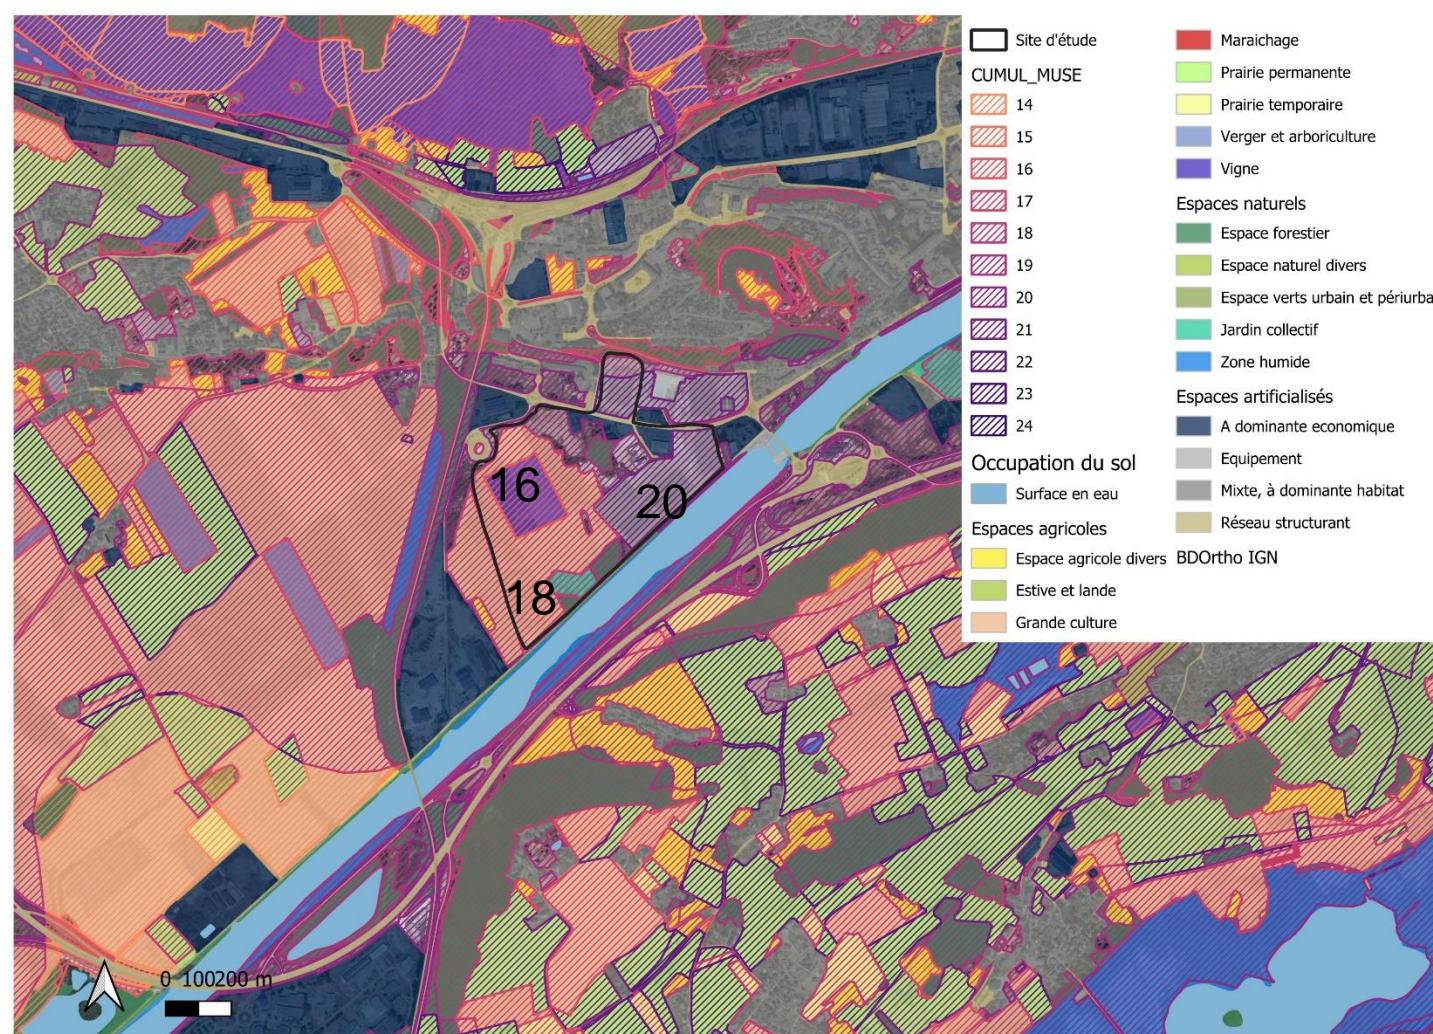 Site d'étude
CUMUL_MUSE
14
15
16
17
18
19
20
21
22
23
24
Occupation du sol
Surface en eau
Espaces agricoles
Espace agricole divers
Estive et lande
Grande culture
Maraichage
Prairie permanente
Prairie temporaire
Verger et arboriculture
Vigne
Espaces naturels
Espace forestier
Espace naturel divers
Espace verts urbain et périurba
Jardin collectif
Zone humide
Espaces artificialisés
A dominante economique
Equipement
Mixte, à dominante habitat
Réseau structurant
BDOrtho IGN
16
20
18
0 100200 m